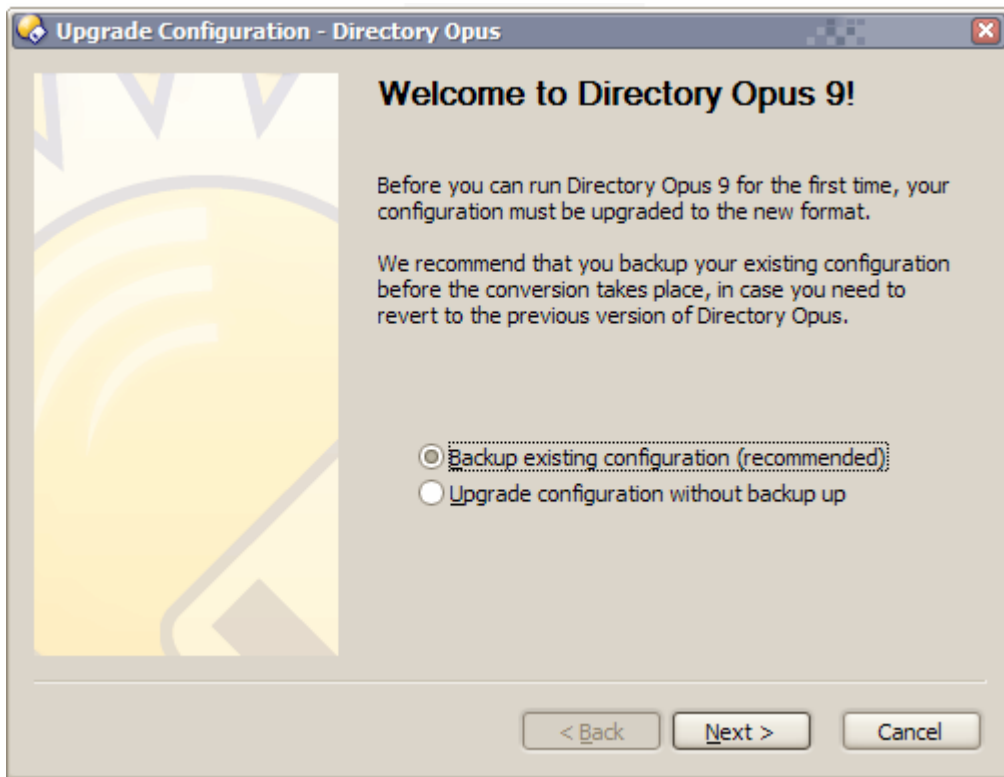 Upgrade Configuration - Directory Opus
Welcome to Directory Opus 9!
Before you can run Directory Opus 9 for the first time, your
configuration must be upgraded to the new format.
We recommend that you backup your existing configuration
before the conversion takes place, in case you need to
revert to the previous version of Directory Opus.
Backup existing configuration (recommended)
Upgrade configuration without backup up
< Back Next > Cancel